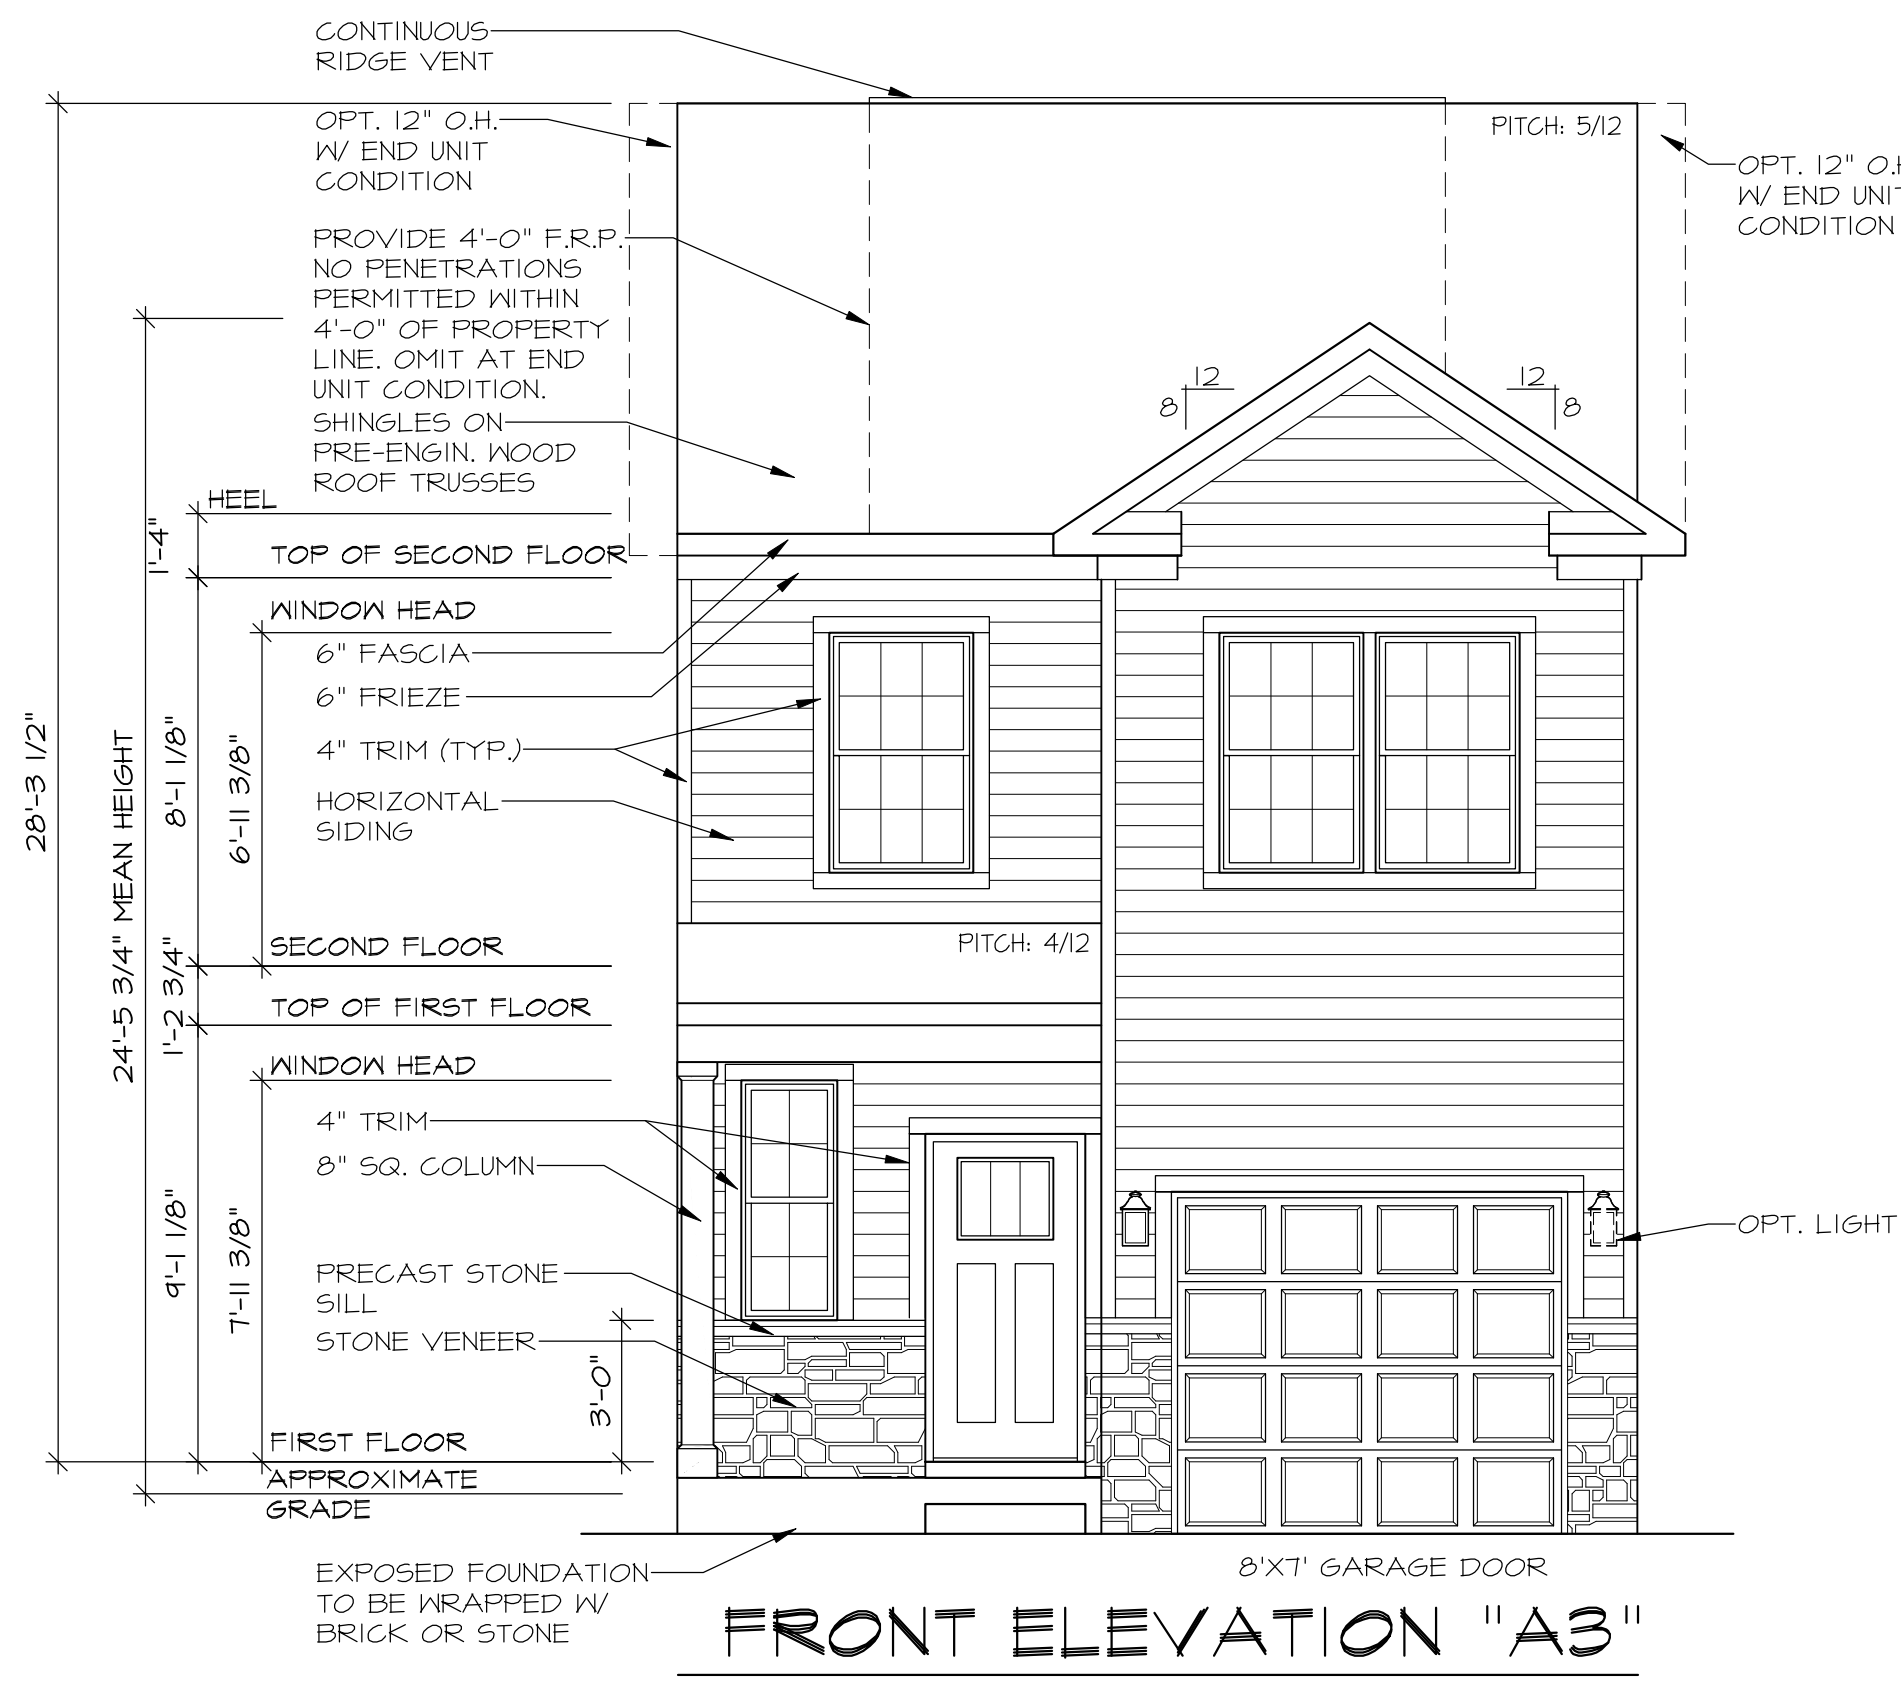 CONTINUOUS
RIDGE VENT
OPT. 12" O.H.
W/ END UNIT
CONDITION
PITCH: 5/12
OPT. 12" O.H
W/ END UNIT
CONDITION
PROVIDE 4'-0" F.R.P.
NO PENETRATIONS
PERMITTED WITHIN
4'-0" OF PROPERTY
LINE. OMIT AT END
UNIT CONDITION.
12
8
12
8
SHINGLES ON
PRE-ENGIN. WOOD
ROOF TRUSSES
HEEL
1'-4"
TOP OF SECOND FLOOR
WINDOW HEAD
6" FASCIA
6" FRIEZE
4" TRIM (TYP.)
HORIZONTAL
SIDING
28'-3 1/2"
24'-5 3/4" MEAN HEIGHT
8'-1 1/8"
6'-11 3/8"
SECOND FLOOR
PITCH: 4/12
1'-2 3/4"
TOP OF FIRST FLOOR
WINDOW HEAD
4" TRIM
8" SQ. COLUMN
9'-1 1/8"
7'-11 3/8"
OPT. LIGHT
PRECAST STONE
SILL
STONE VENEER
3'-0"
FIRST FLOOR
APPROXIMATE
GRADE
EXPOSED FOUNDATION
TO BE WRAPPED W/
BRICK OR STONE
8'X7' GARAGE DOOR
FRONT ELEVATION "A3"